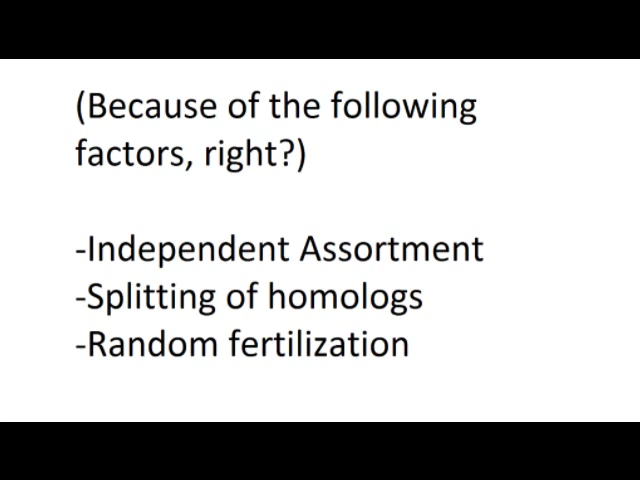 (Because of the following
factors, right?)
-Independent Assortment
-Splitting of homologs
-Random fertilization